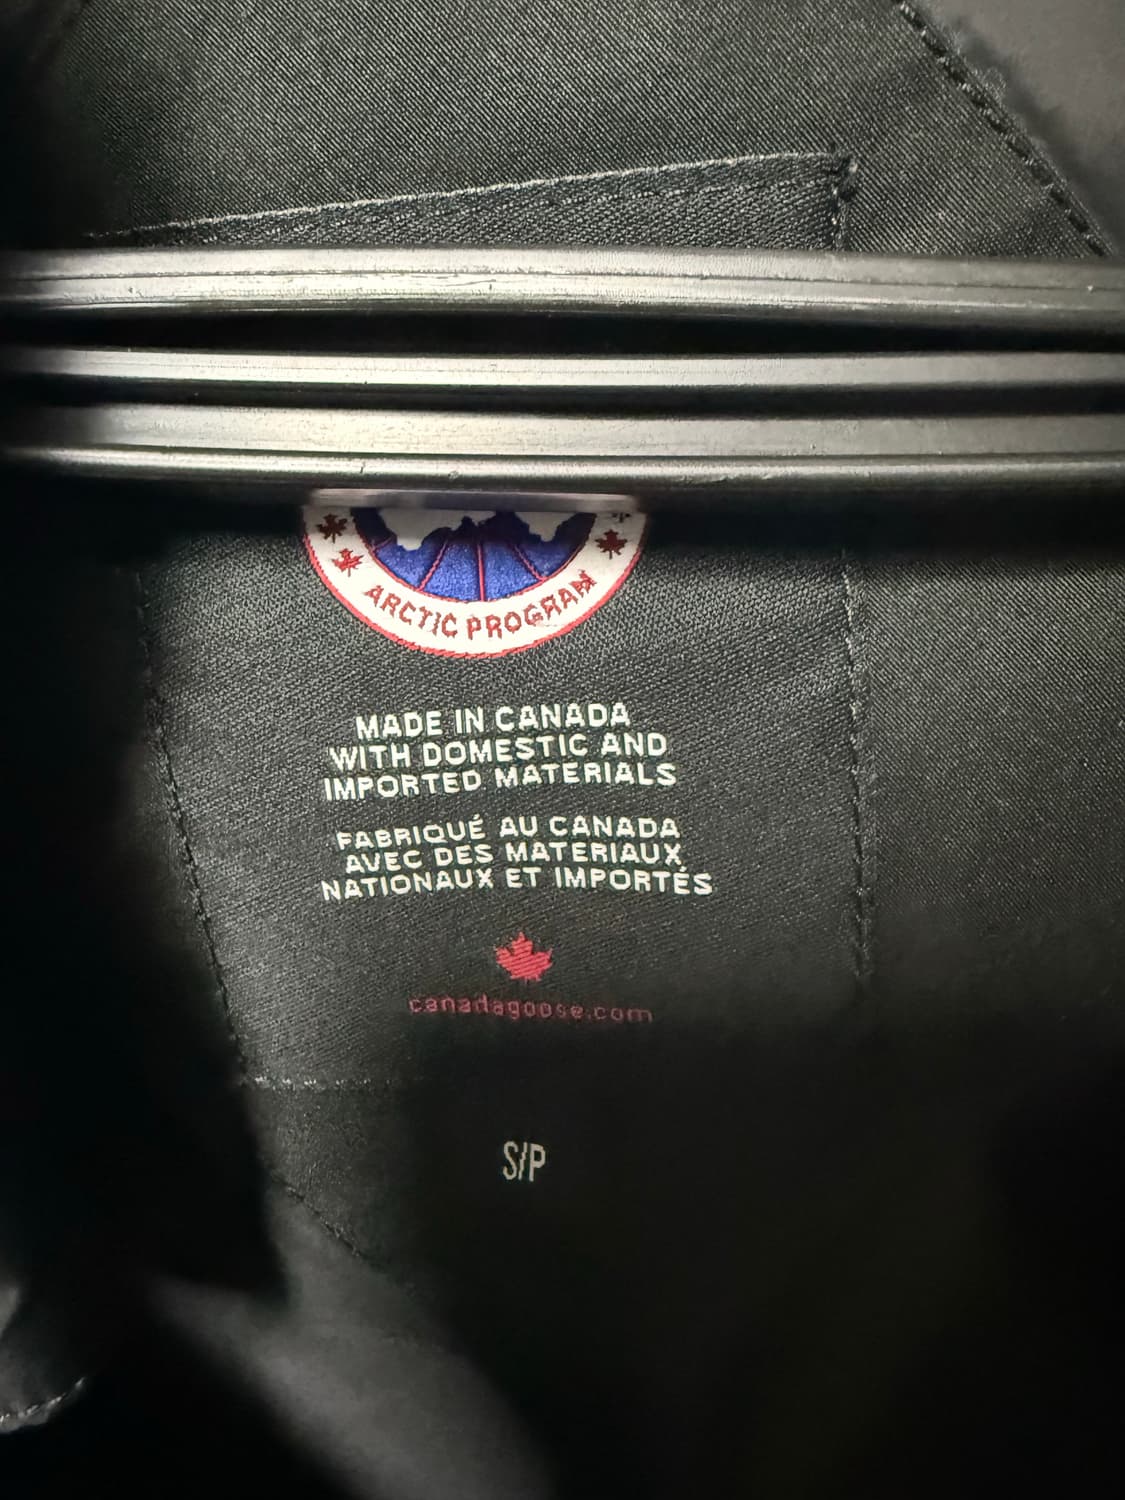 ARCTIC PROGRAM
MADE IN CANADA
WITH DOMESTIC AND
IMPORTED MATERIALS
FABRIQUÉ AU CANADA
AVEC DES MATERIAUX
NATIONAUX ET IMPORTÉS
canadagoose.com
S/P